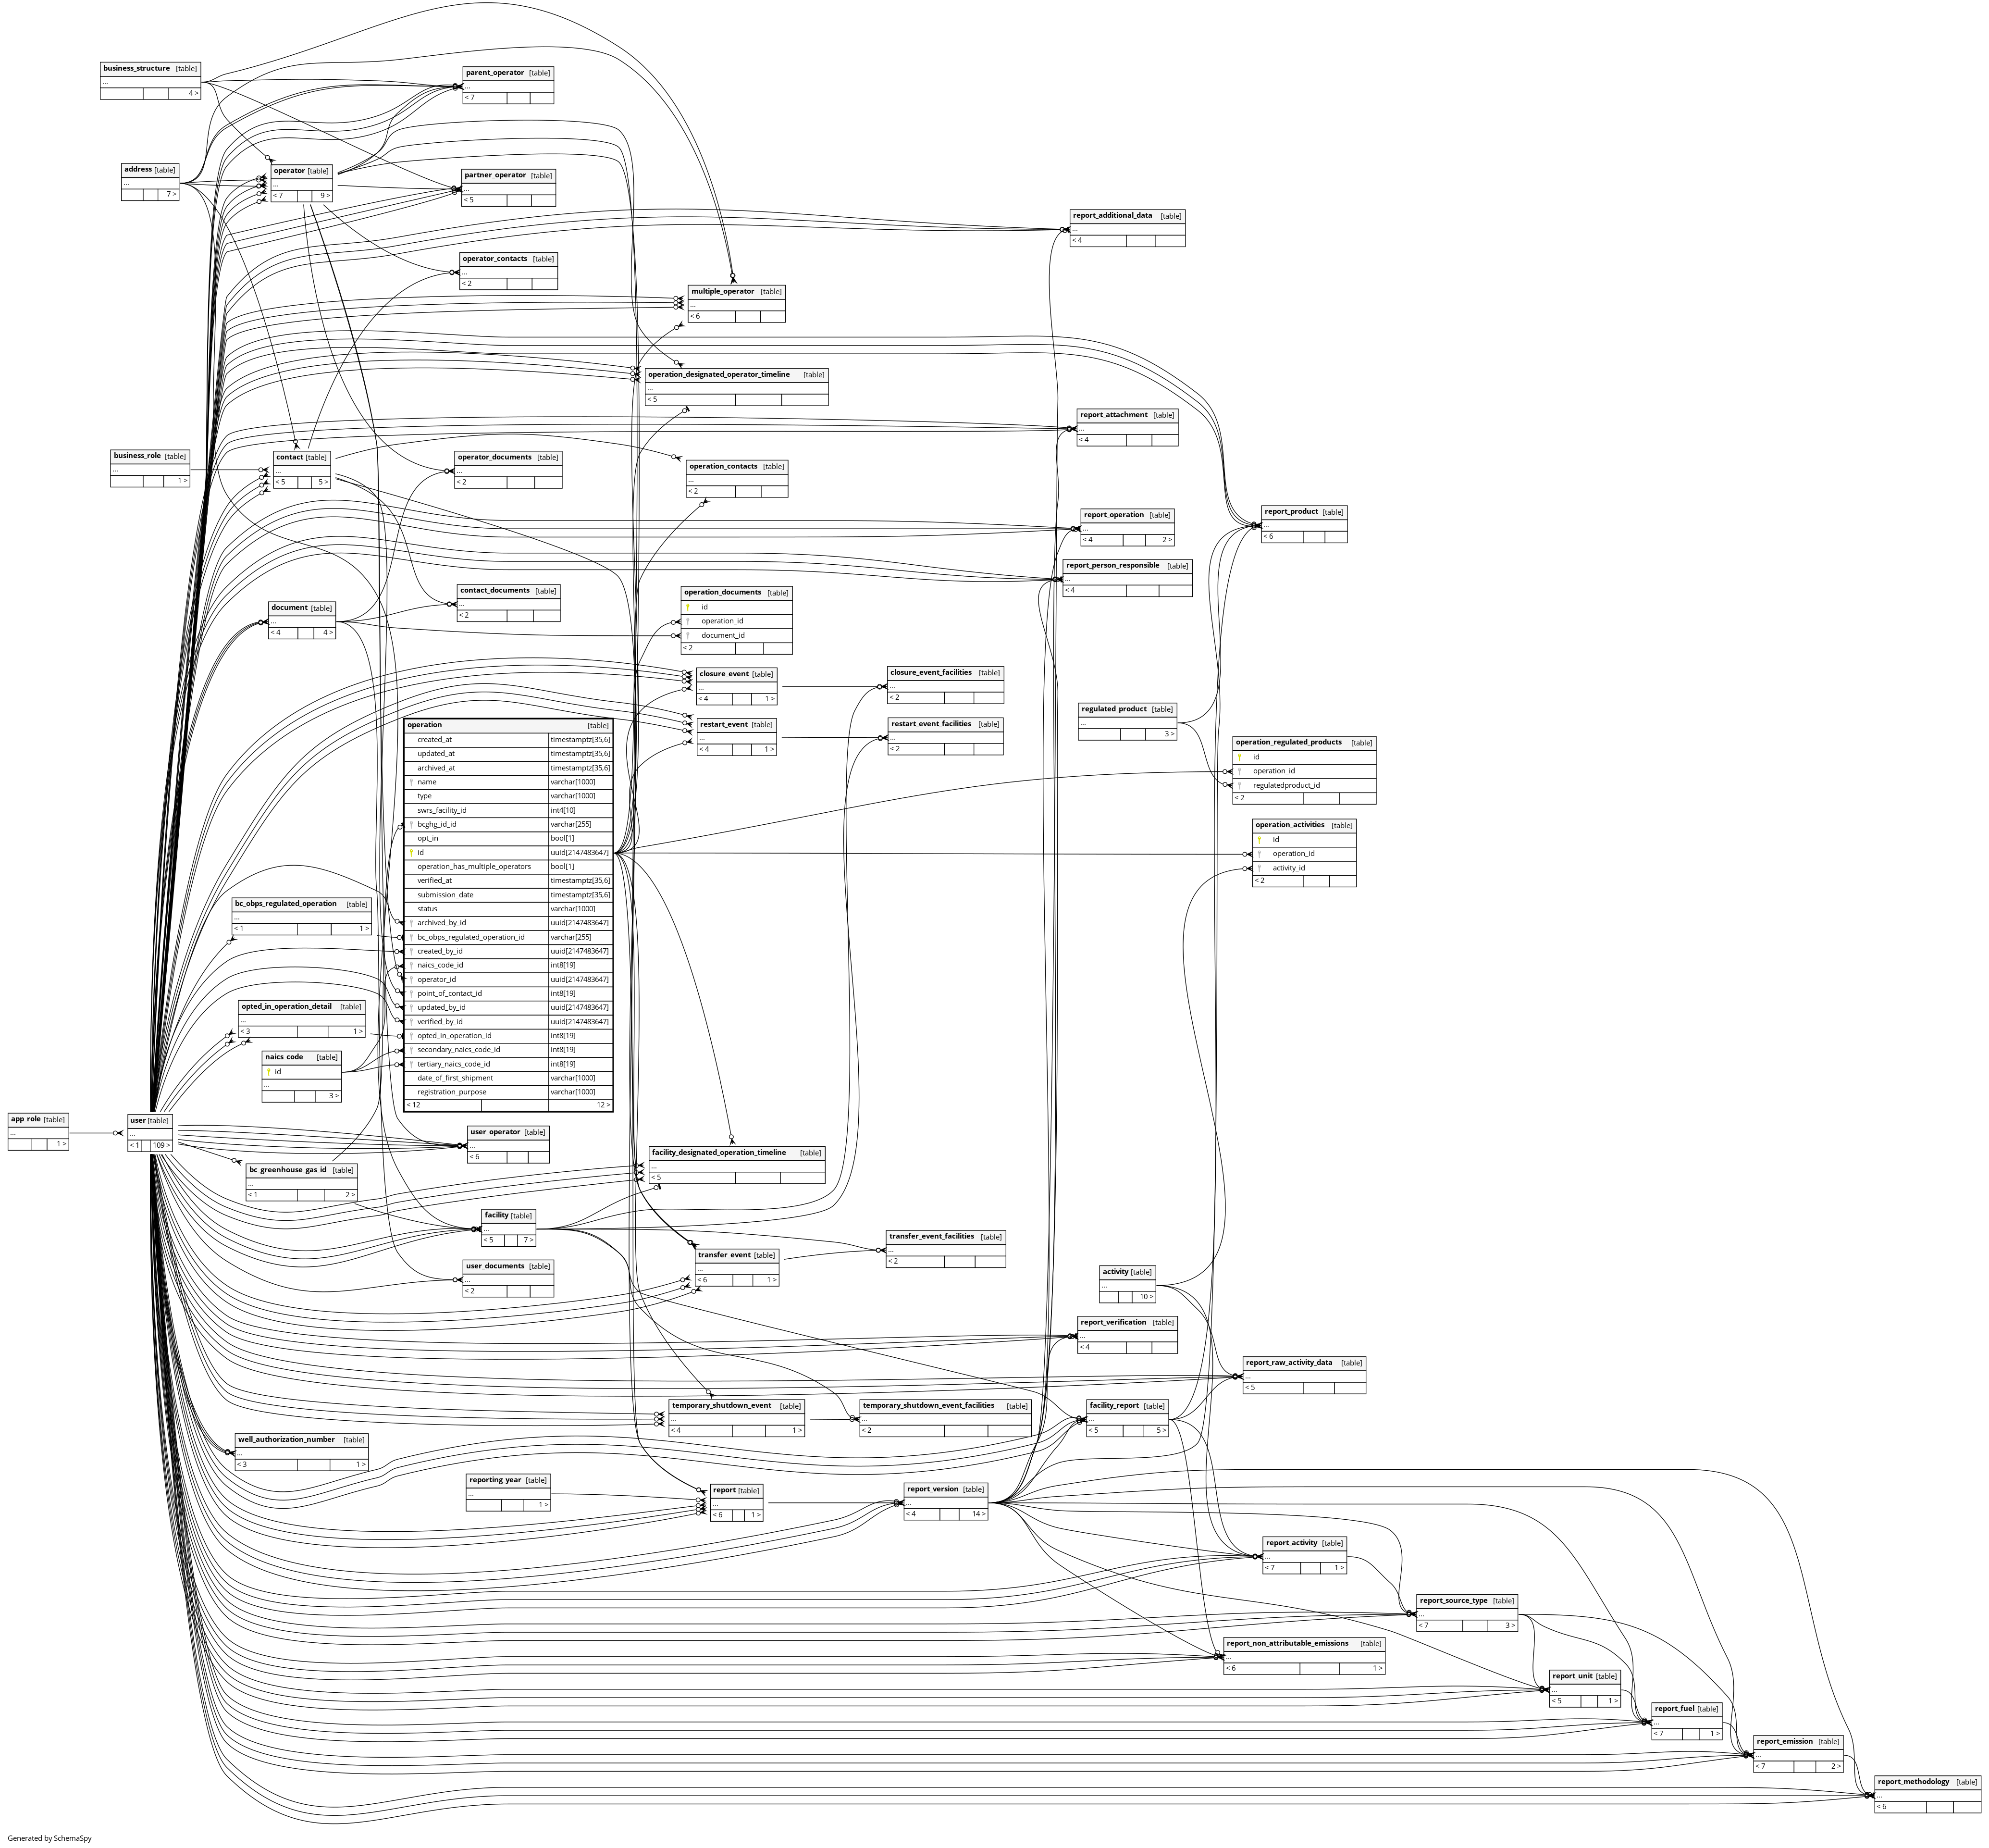 business_structure [table]
...
4 >
parent_operator [table]
...
< 7
address [table]
...
7 >
operator [table]
...
< 7 9 >
partner_operator [table]
...
< 5
report_additional_data [table]
...
< 4
operator_contacts [table]
...
< 2
multiple_operator [table]
...
< 6
operation_designated_operator_timeline [table]
...
< 5
report_attachment [table]
...
< 4
business_role [table]
...
1 >
contact [table]
...
< 5 5 >
operator_documents [table]
...
< 2
operation_contacts [table]
...
< 2
report_operation [table]
...
< 4 2 >
report_product [table]
...
< 6
report_person_responsible [table]
...
< 4
document [table]
...
< 4 4 >
contact_documents [table]
...
< 2
operation_documents [table]
id
operation_id
document_id
< 2
closure_event [table]
...
< 4 1 >
closure_event_facilities [table]
...
< 2
restart_event [table]
...
< 4 1 >
restart_event_facilities [table]
...
< 2
regulated_product [table]
...
3 >
operation_regulated_products [table]
id
operation_id
regulatedproduct_id
< 2
operation_activities [table]
id
operation_id
activity_id
< 2
operation [table]
created_at timestamptz[35,6]
updated_at timestamptz[35,6]
archived_at timestamptz[35,6]
name varchar[1000]
type varchar[1000]
swrs_facility_id int4[10]
bcghg_id_id varchar[255]
opt_in bool[1]
id uuid[2147483647]
operation_has_multiple_operators bool[1]
verified_at timestamptz[35,6]
submission_date timestamptz[35,6]
status varchar[1000]
archived_by_id uuid[2147483647]
bc_obps_regulated_operation_id varchar[255]
created_by_id uuid[2147483647]
naics_code_id int8[19]
operator_id uuid[2147483647]
point_of_contact_id int8[19]
updated_by_id uuid[2147483647]
verified_by_id uuid[2147483647]
opted_in_operation_id int8[19]
secondary_naics_code_id int8[19]
tertiary_naics_code_id int8[19]
date_of_first_shipment varchar[1000]
registration_purpose varchar[1000]
< 12 12 >
bc_obps_regulated_operation [table]
...
< 1 1 >
opted_in_operation_detail [table]
...
< 3 1 >
naics_code [table]
id
...
3 >
app_role [table]
...
1 >
user [table]
...
< 1 109 >
user_operator [table]
...
< 6
bc_greenhouse_gas_id [table]
...
< 1 2 >
facility_designated_operation_timeline [table]
...
< 5
facility [table]
...
< 5 7 >
transfer_event [table]
...
< 6 1 >
transfer_event_facilities [table]
...
< 2
user_documents [table]
...
< 2
activity [table]
...
10 >
report_verification [table]
...
< 4
report_raw_activity_data [table]
...
< 5
temporary_shutdown_event [table]
...
< 4 1 >
temporary_shutdown_event_facilities [table]
...
< 2
facility_report [table]
...
< 5 5 >
well_authorization_number [table]
...
< 3 1 >
reporting_year [table]
...
1 >
report [table]
...
< 6 1 >
report_version [table]
...
< 4 14 >
report_activity [table]
...
< 7 1 >
report_source_type [table]
...
< 7 3 >
report_non_attributable_emissions [table]
...
< 6 1 >
report_unit [table]
...
< 5 1 >
report_fuel [table]
...
< 7 1 >
report_emission [table]
...
< 7 2 >
report_methodology [table]
...
< 6
Generated by SchemaSpy